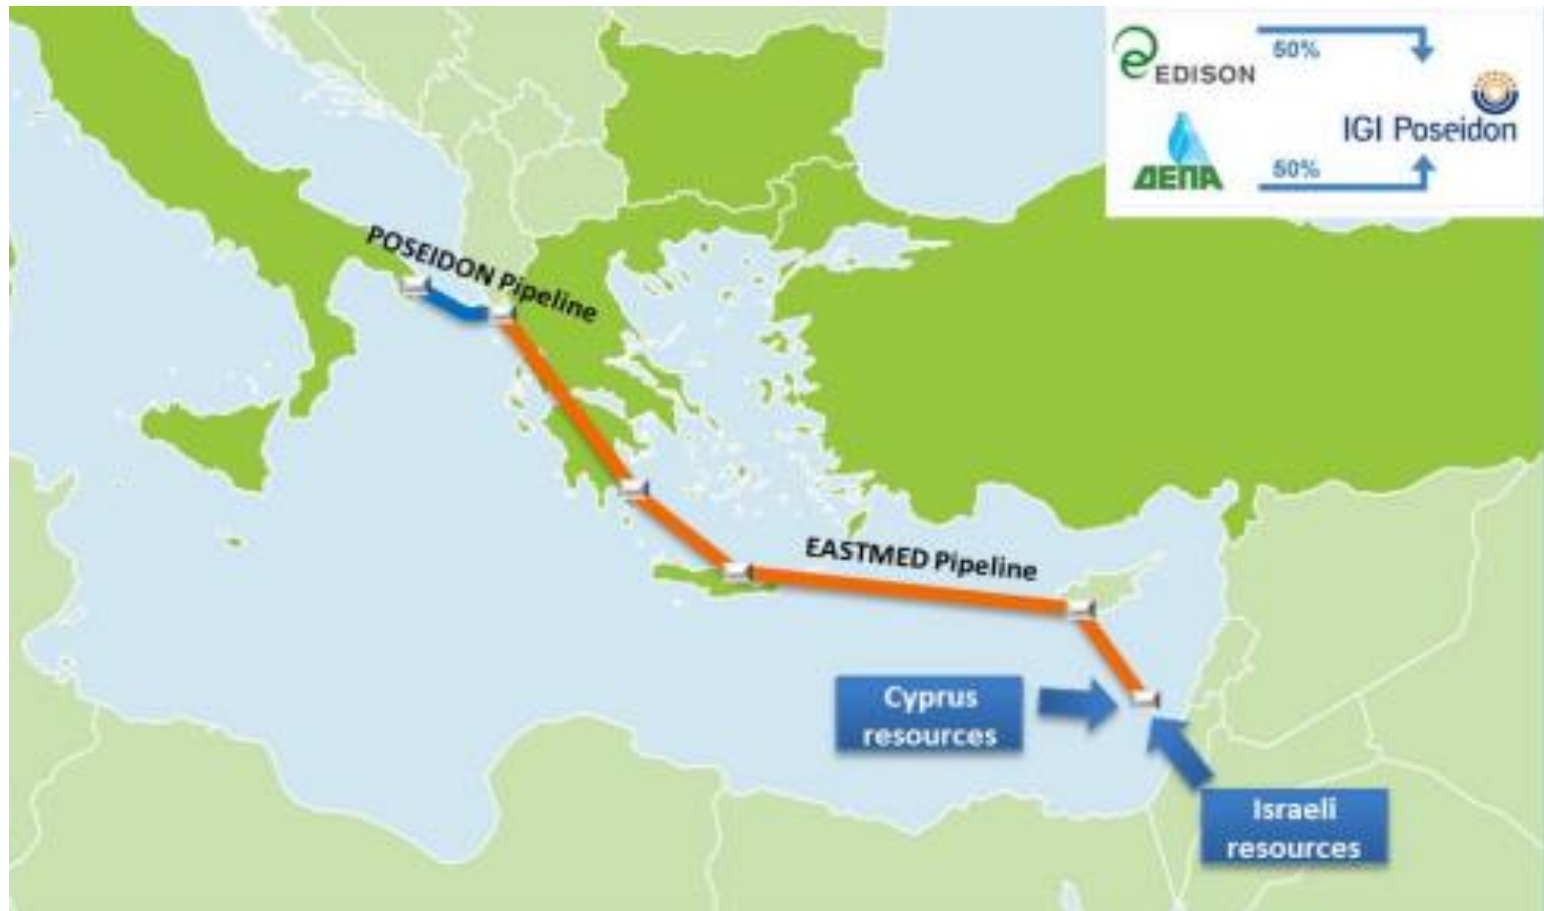 EDISON
50%
IGI Poseidon
ΔΕΠΑ
50%
POSEIDON Pipeline
EASTMED Pipeline
Cyprus
resources
Israeli
resources